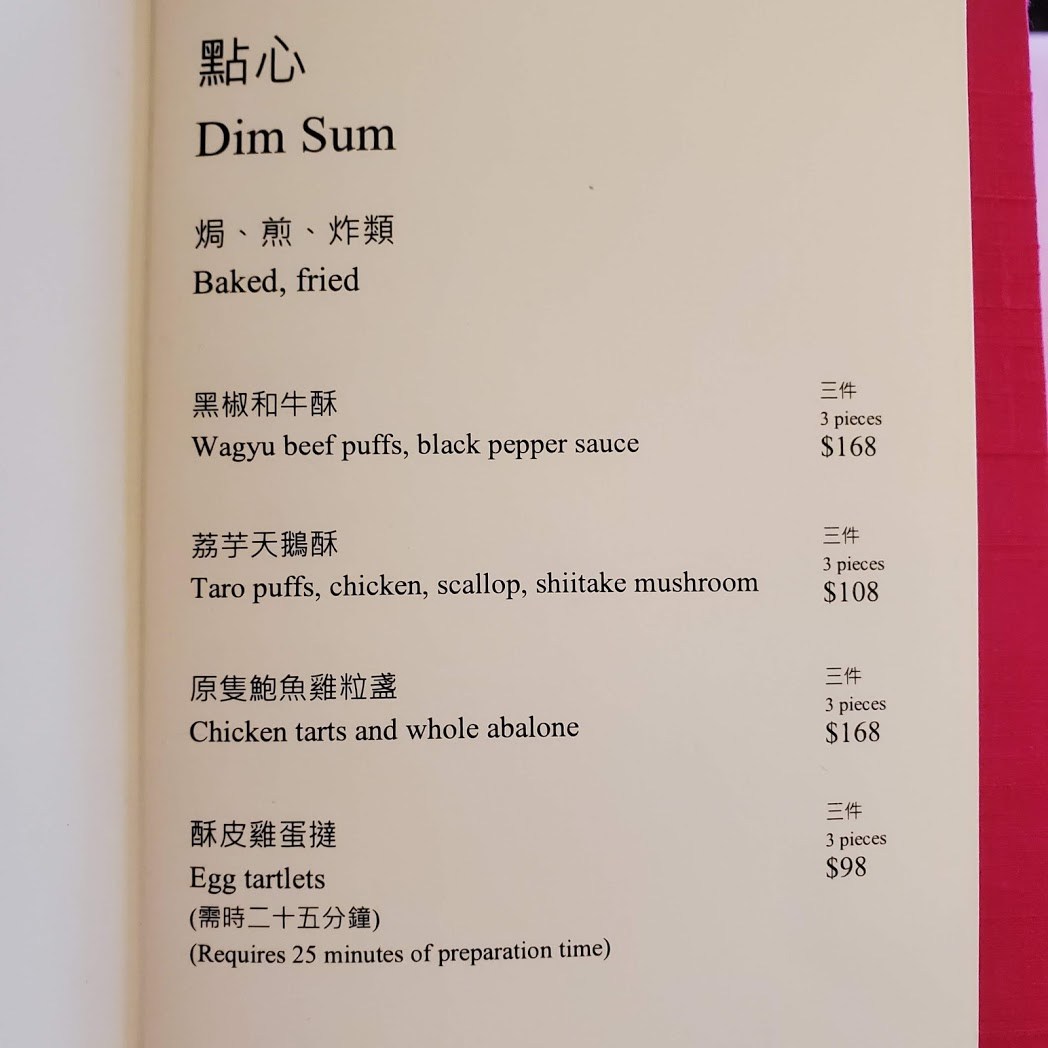 點心
Dim Sum
焗、煎、炸類
Baked, fried
黑椒和牛酥
Wagyu beef puffs, black pepper sauce
三件
3 pieces
$168
荔芋天鵝酥
Taro puffs, chicken, scallop, shiitake mushroom
三件
3 pieces
$108
原隻鮑魚雞粒盞
Chicken tarts and whole abalone
三件
3 pieces
$168
酥皮雞蛋撻
Egg tartlets
(需時二十五分鐘)
(Requires 25 minutes of preparation time)
三件
3 pieces
$98